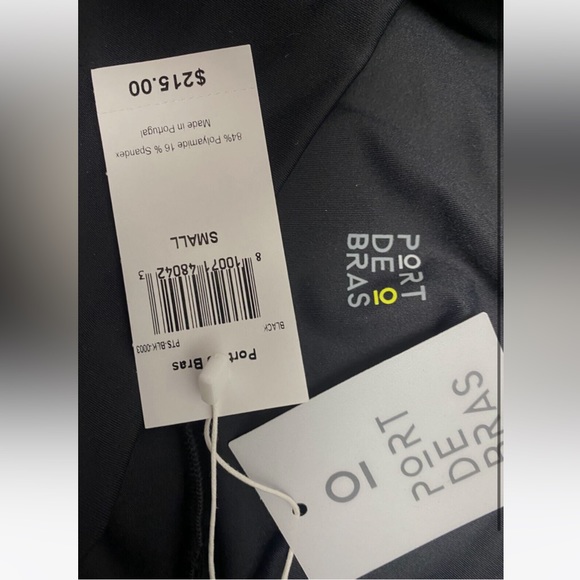 Port de Bras
BLACK PTS-BLK-0003
8 10071 48042 3
SMALL
84% Polyamide 16 % Spandex
Made in Portugal
$215.00
PORT
DE
BRAS
PORT
DE
BRAS